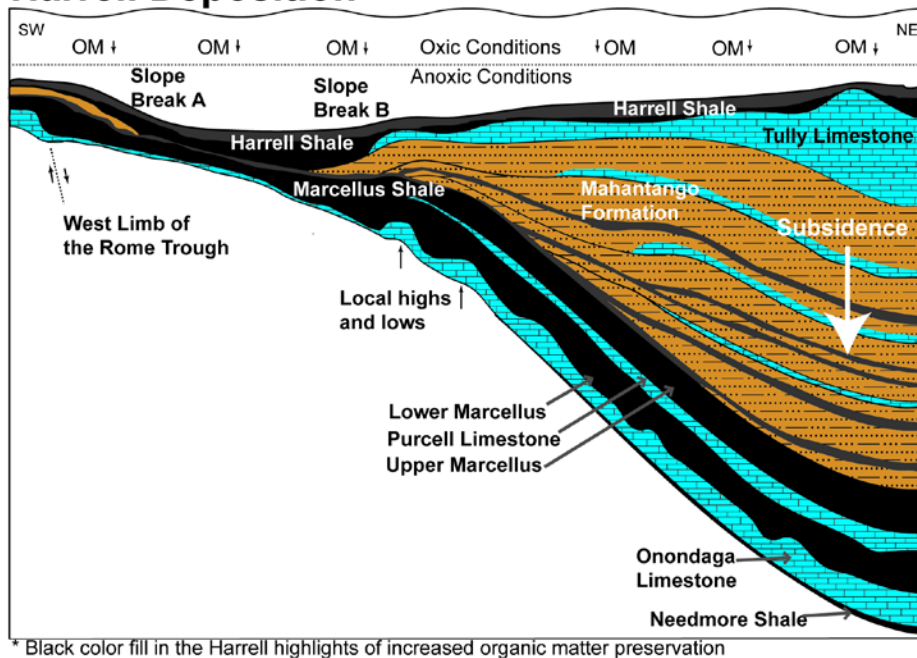 Harrell Deposition
SW
NE
OM
OM
OM
Oxic Conditions
OM
OM
OM
Anoxic Conditions
Slope
Break A
Slope
Break B
Harrell Shale
Harrell Shale
Tully Limestone
Marcellus Shale
Mahantango
Formation
Subsidence
West Limb of
the Rome Trough
Local highs
and lows
Lower Marcellus
Purcell Limestone
Upper Marcellus
Onondaga
Limestone
Needmore Shale
* Black color fill in the Harrell highlights of increased organic matter preservation